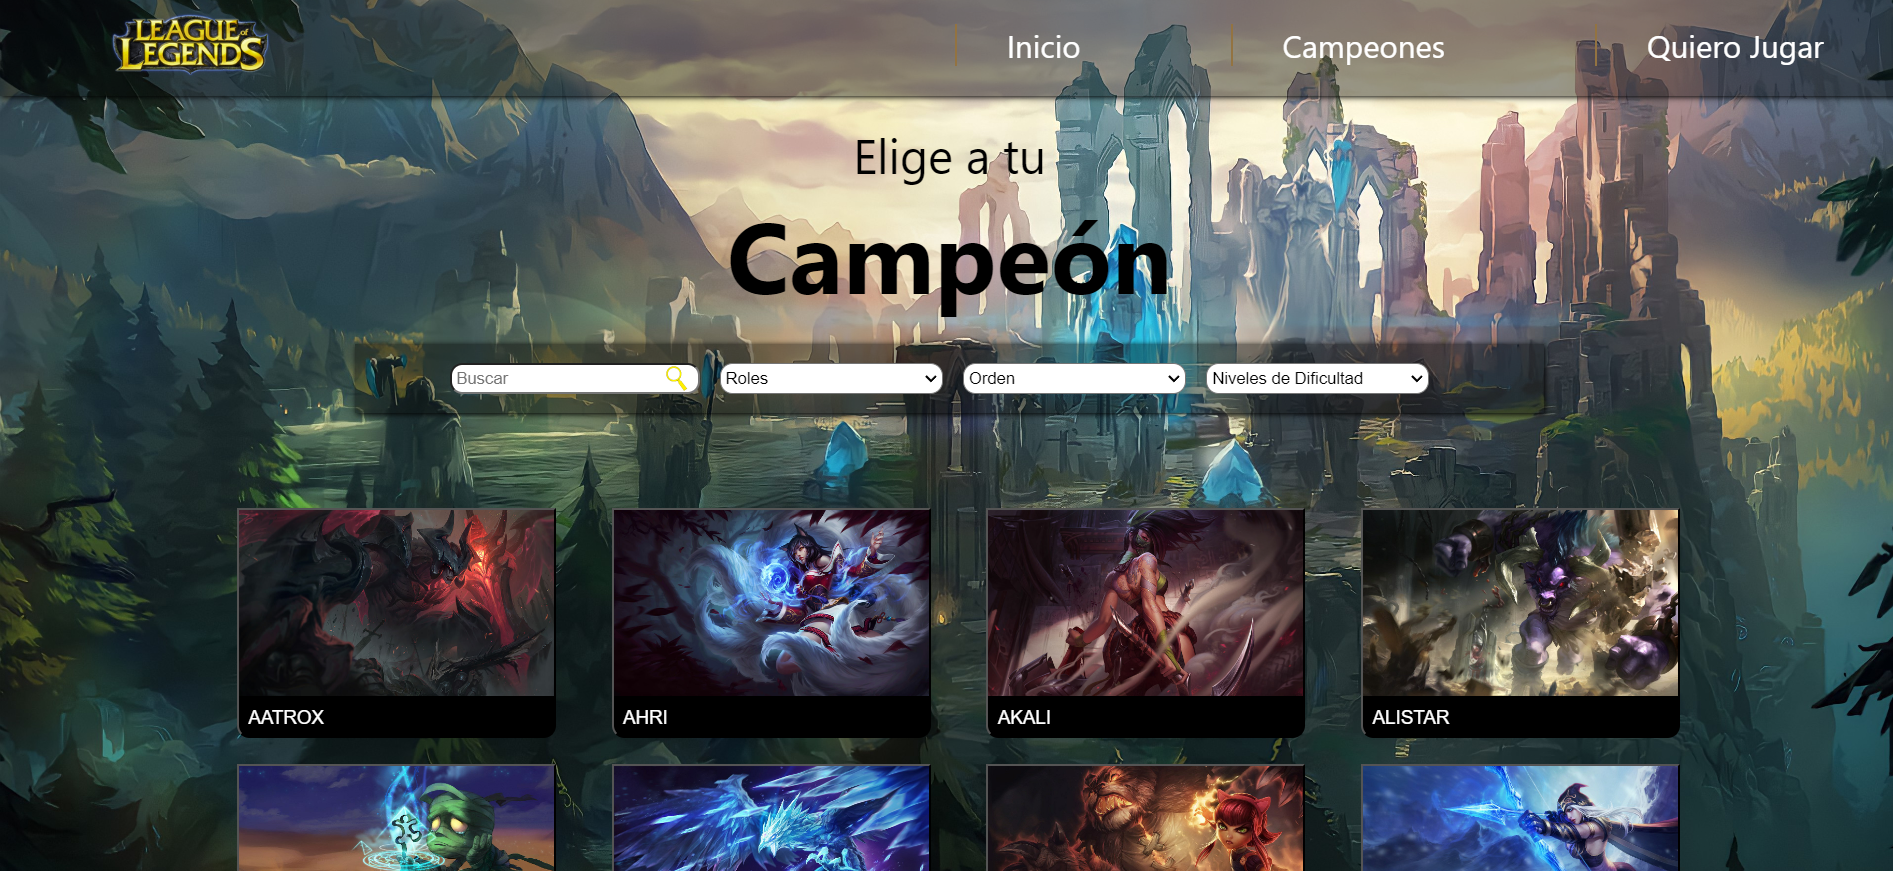 LEAGUE of
LEGENDS
Inicio
Campeones
Quiero Jugar
Elige a tu
Campeón
Buscar
Roles
Orden
Niveles de Dificultad
AATROX
AHRI
AKALI
ALISTAR